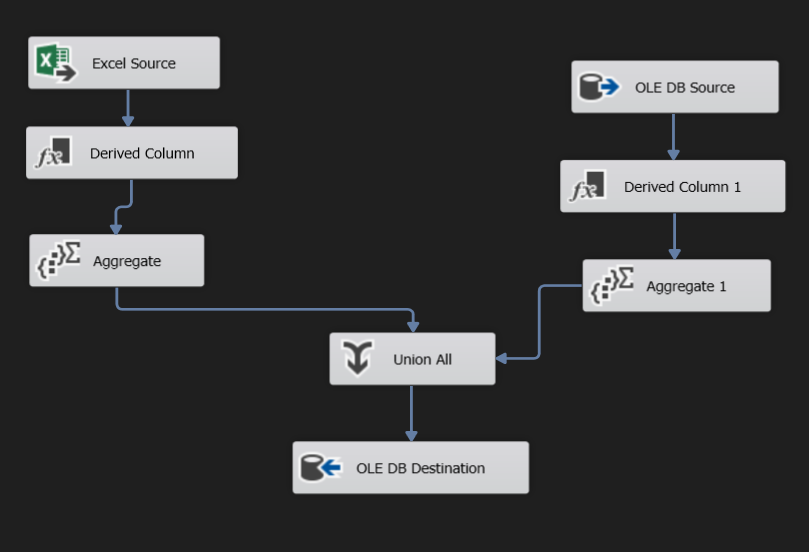 Excel Source
OLE DB Source
Derived Column
Derived Column 1
Aggregate
Aggregate 1
Union All
OLE DB Destination